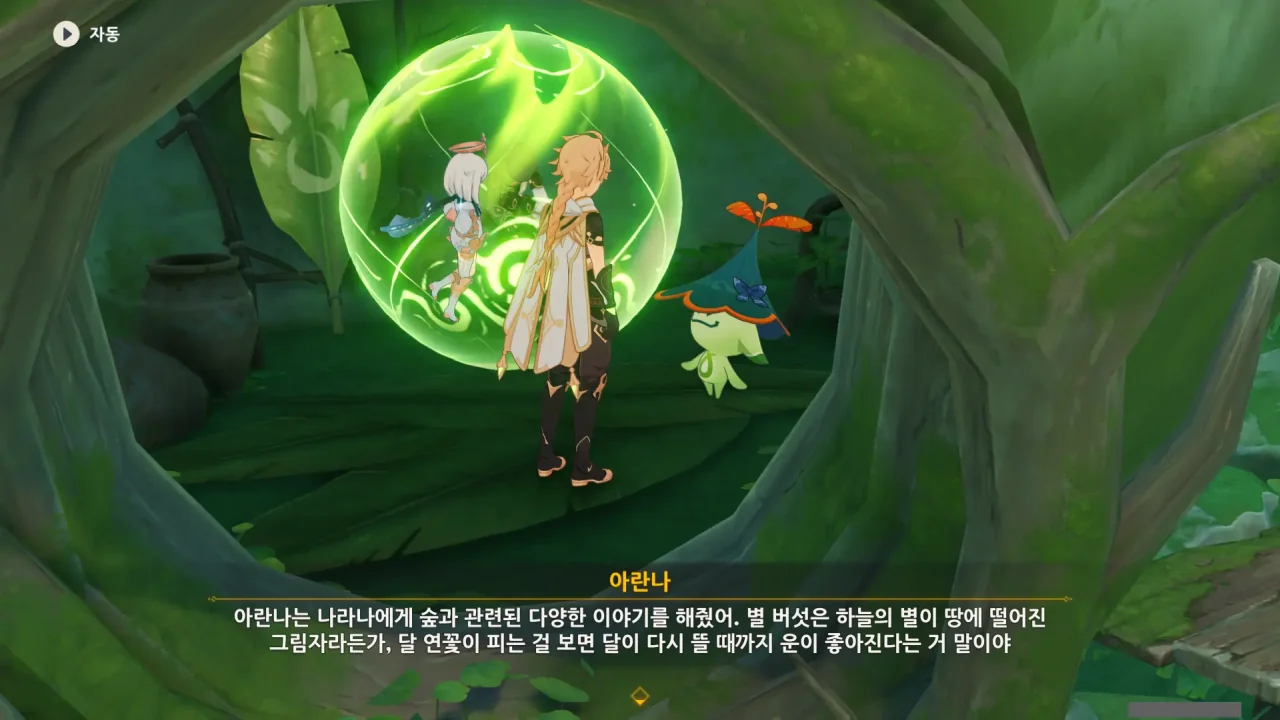 자동
아란나
아란나는 나라나에게 숲과 관련된 다양한 이야기를 해줬어. 별 버섯은 하늘의 별이 땅에 떨어진
그림자라든가, 달 연꽃이 피는 걸 보면 달이 다시 뜰 때까지 운이 좋아진다는 거 말이야